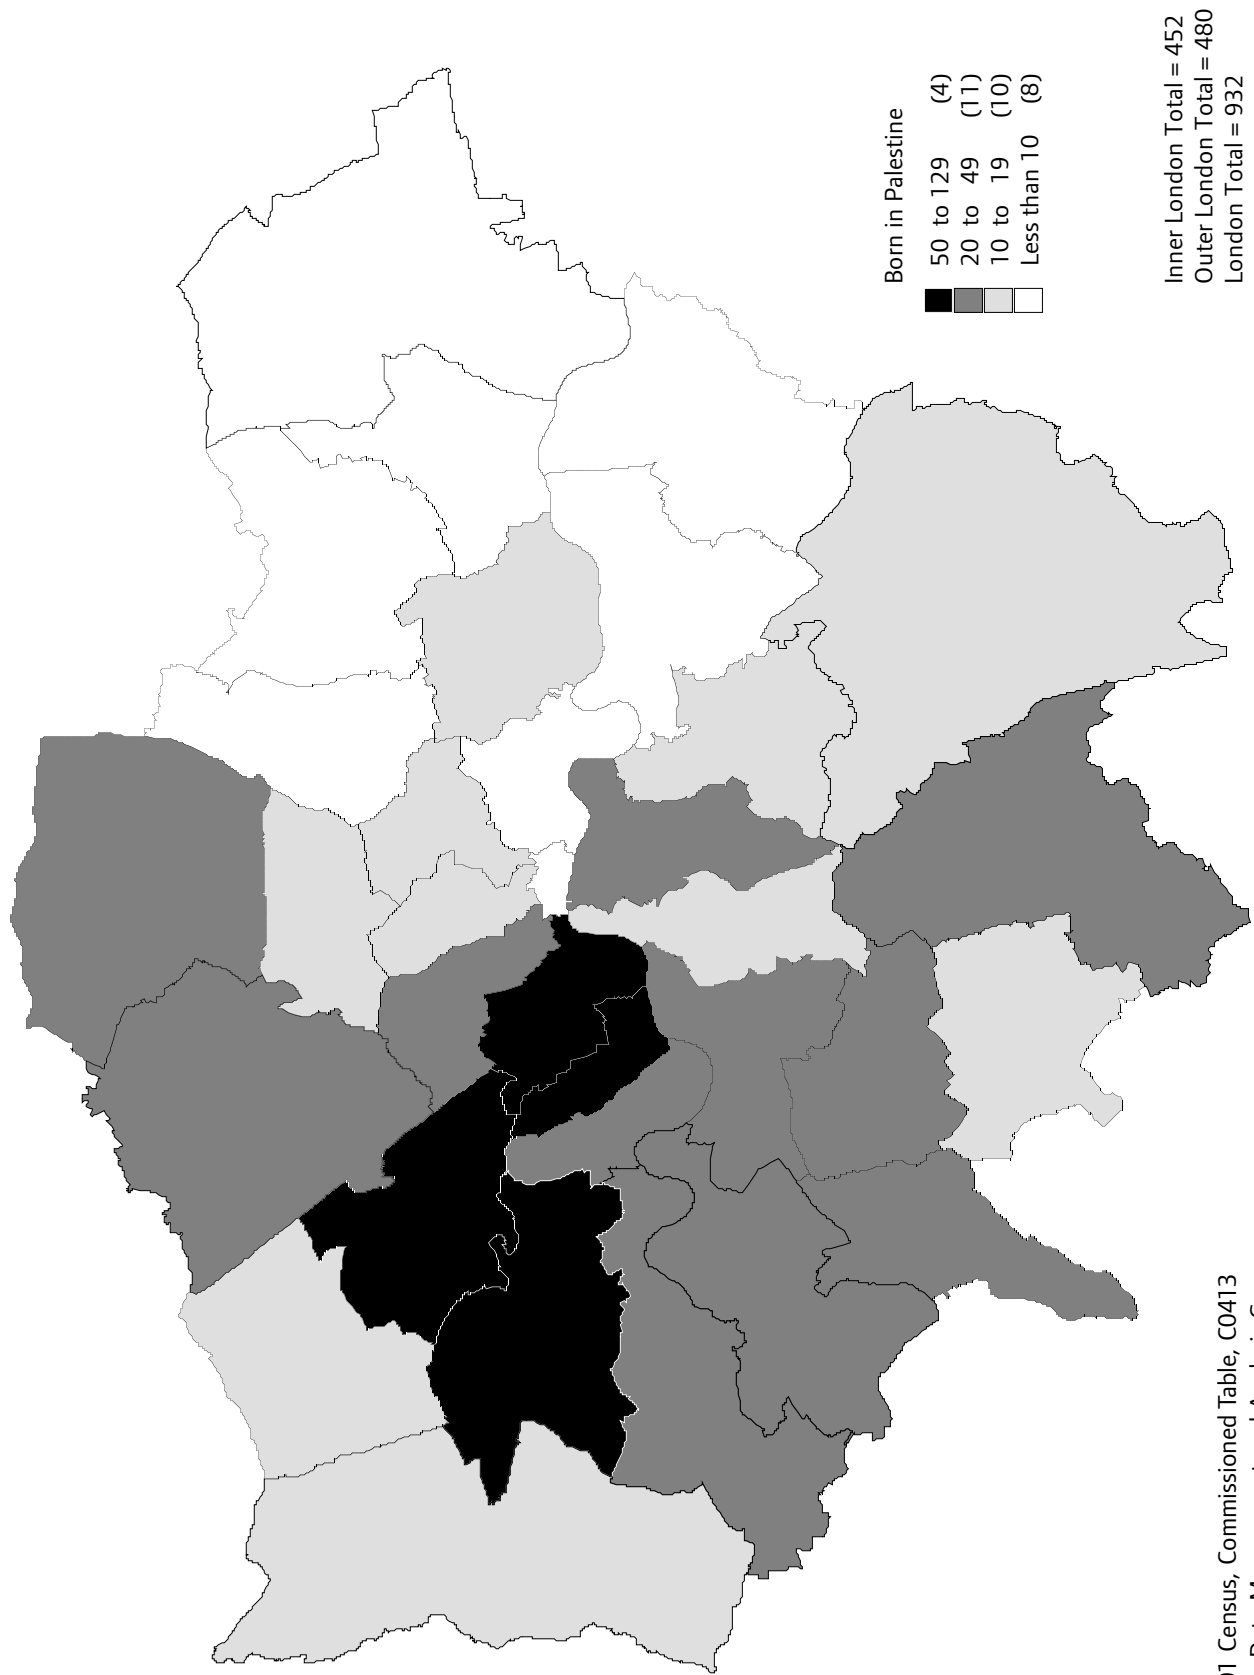 Born in Palestine
50 to 129 (4)
20 to 49 (11)
10 to 19 (10)
Less than 10 (8)
Inner London Total = 452
Outer London Total = 480
London Total = 932
Census, Commissioned Table, C0413